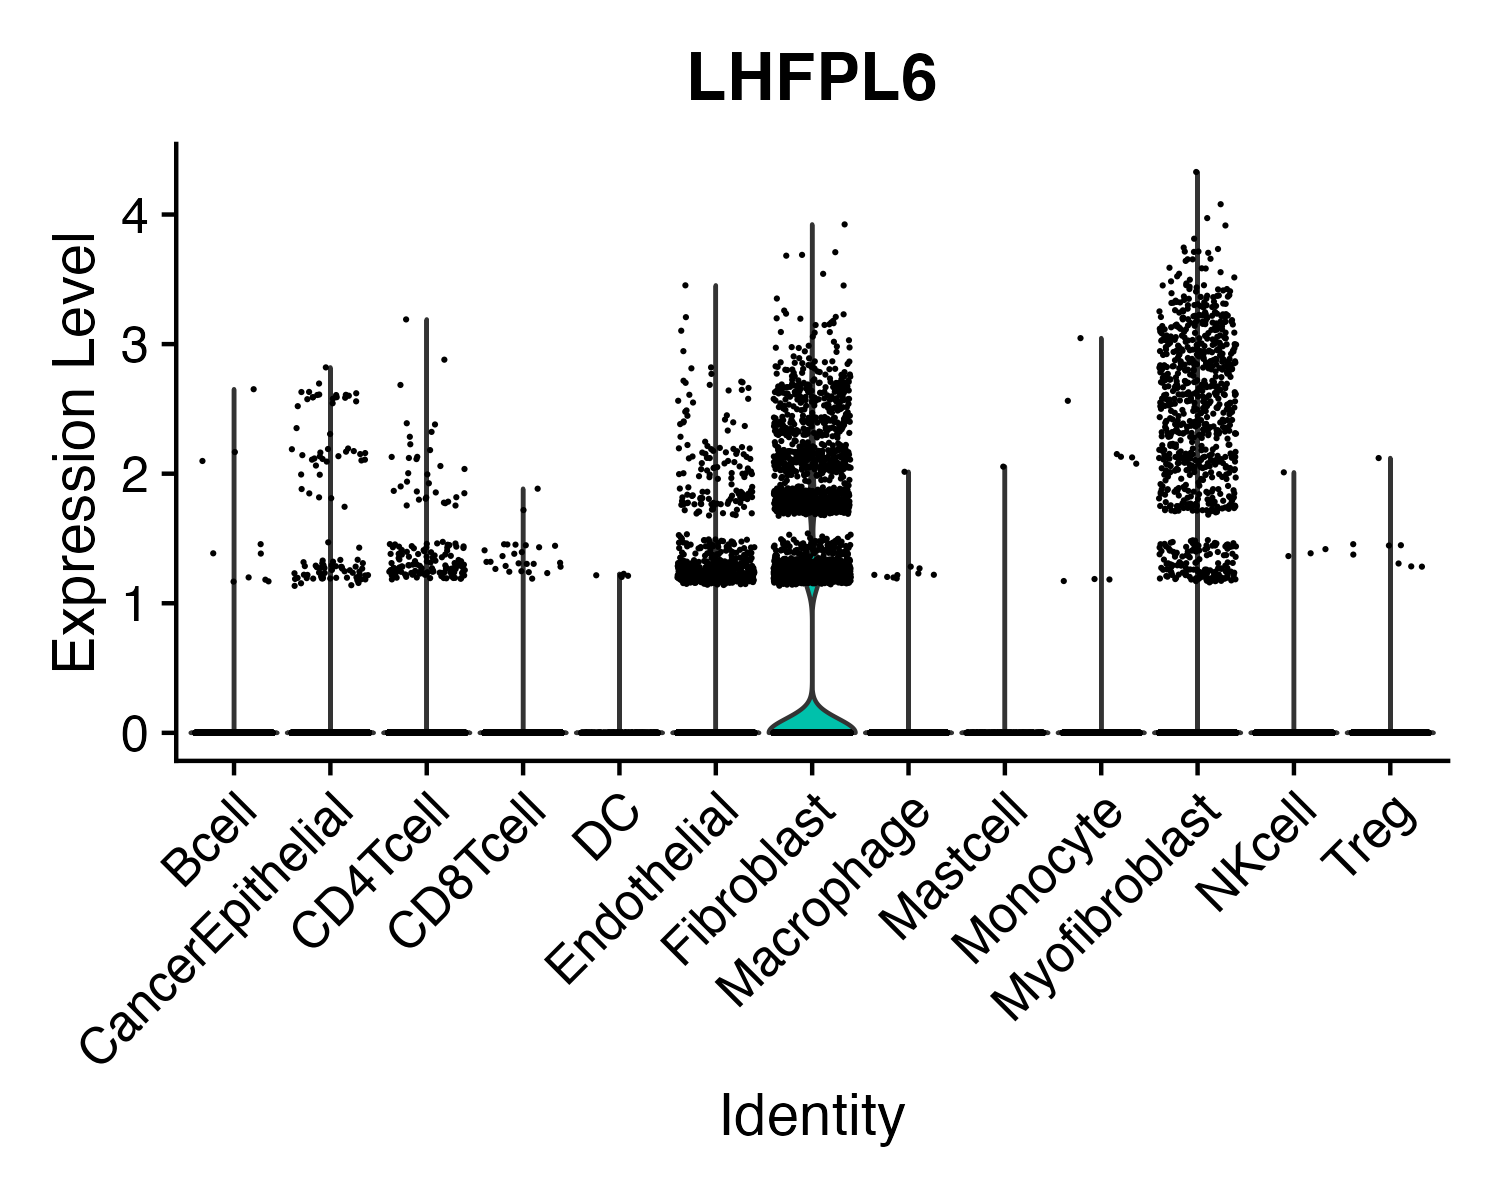 LHFPL6
Expression Level
4
3
2
1
0
Bcell
CancerEpithelial
CD4Tcell
CD8Tcell
DC
Endothelial
Fibroblast
Macrophage
Mastcell
Monocyte
Myofibroblast
NKcell
Treg
Identity